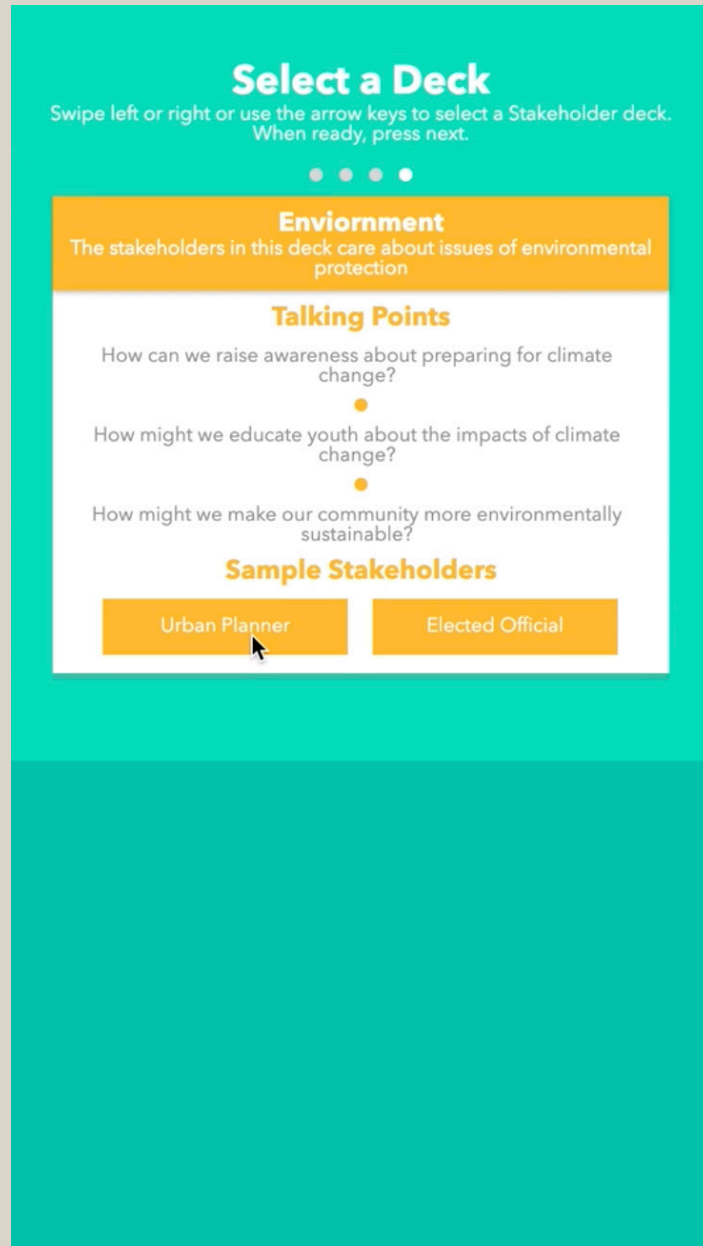 Select a Deck
Swipe left or right or use the arrow keys to select a Stakeholder deck.
When ready, press next.
Enviornment
The stakeholders in this deck care about issues of environmental
protection
Talking Points
How can we raise awareness about preparing for climate
change?
How might we educate youth about the impacts of climate
change?
How might we make our community more environmentally
sustainable?
Sample Stakeholders
Urban Planner
Elected Official